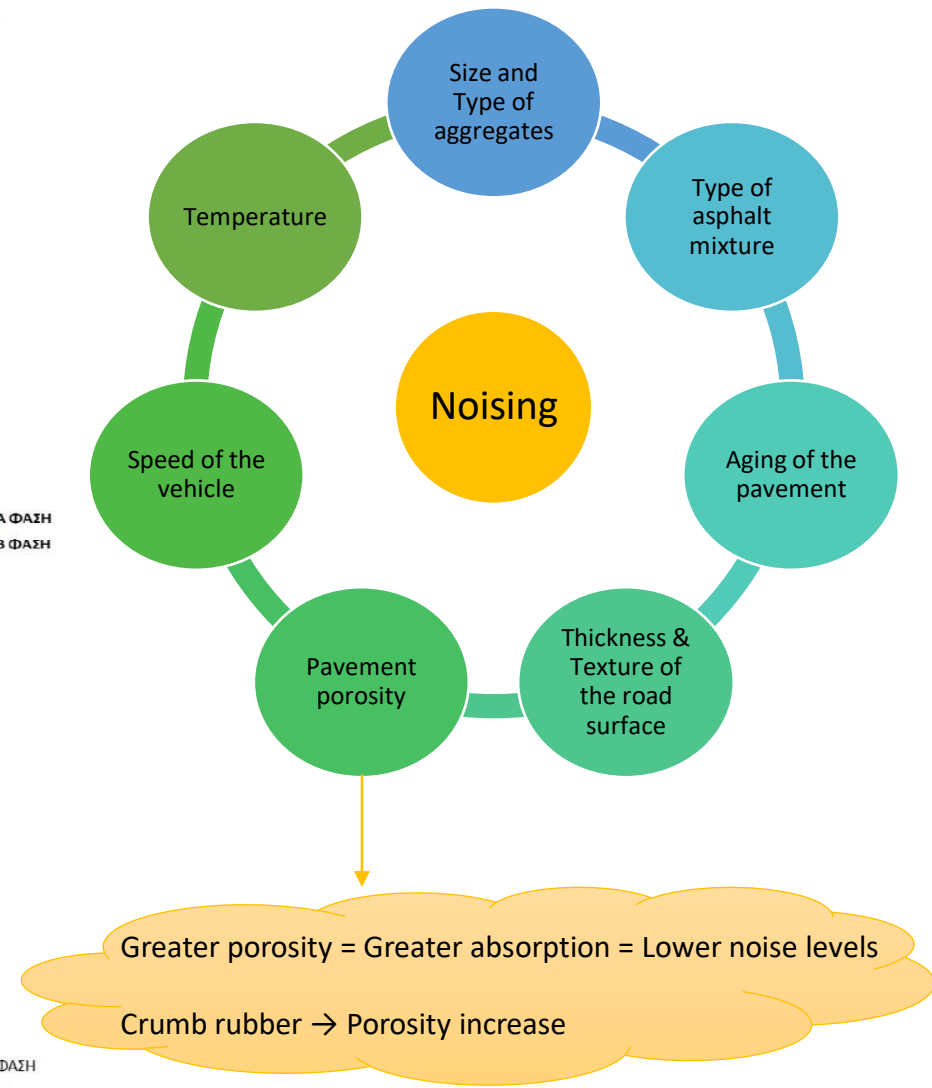 Size and
Type of
aggregates
Type of
asphalt
mixture
Temperature
Noising
Speed of the
vehicle
Aging of the
pavement
Α ΦΑΣΗ
Β ΦΑΣΗ
Thickness &
Texture of
the road
surface
Pavement
porosity
Greater porosity = Greater absorption = Lower noise levels
Crumb rubber → Porosity increase
ΦΑΣΗ